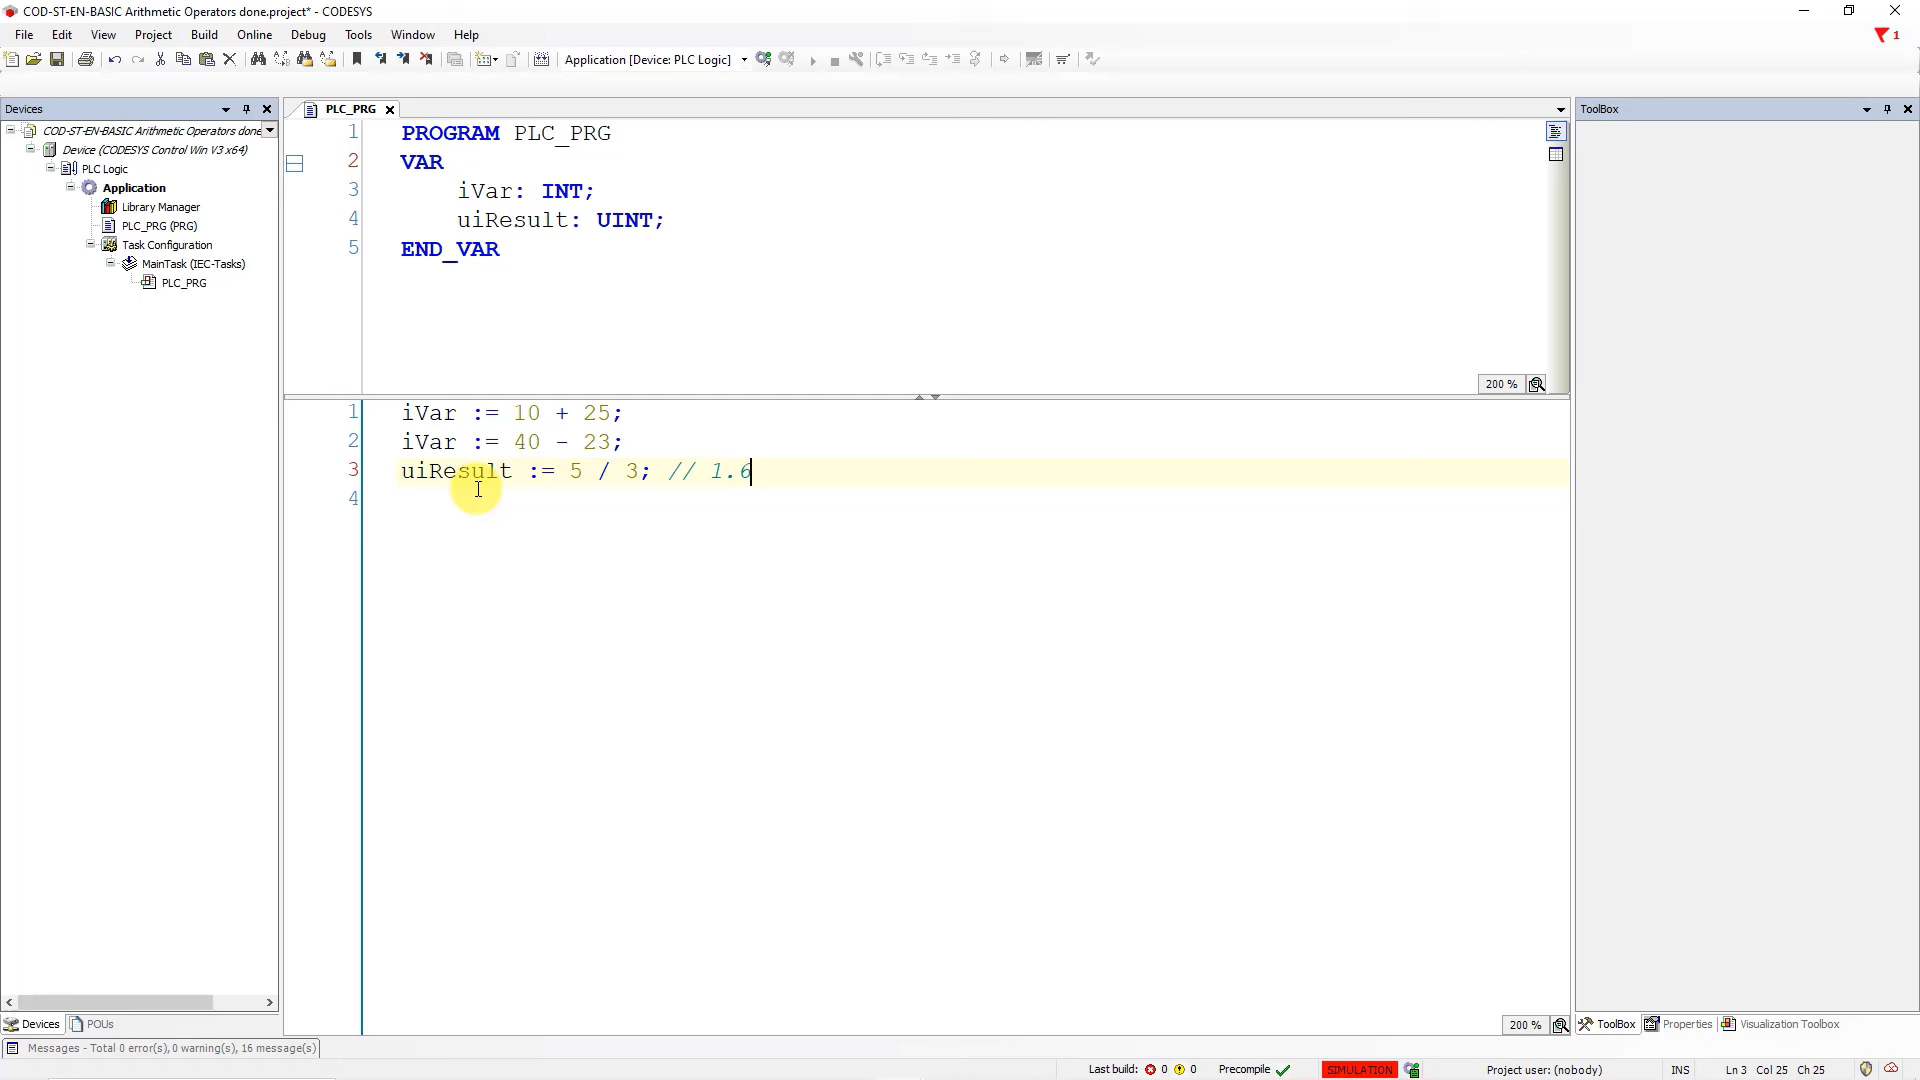 COD-ST-EN-BASIC Arithmetic Operators done.project* - CODESYS
File Edit View Project Build Online Debug Tools Window Help
1
Application [Device: PLC Logic]
Devices
PLC_PRG
ToolBox
COD-ST-EN-BASIC Arithmetic Operators done
Device (CODESYS Control Win V3 x64)
PLC Logic
Application
Library Manager
PLC_PRG (PRG)
Task Configuration
MainTask (IEC-Tasks)
PLC_PRG
1 PROGRAM PLC_PRG
2 VAR
3 iVar: INT;
4 uiResult: UINT;
5 END_VAR
200 %
1 iVar := 10 + 25;
2 iVar := 40 - 23;
3 uiResult := 5 / 3; // 1.6
4
200 %
Devices POUs
ToolBox Properties Visualization Toolbox
Messages - Total 0 error(s), 0 warning(s), 16 message(s)
Last build: 0 0 Precompile SIMULATION Project user: (nobody) INS Ln 3 Col 25 Ch 25